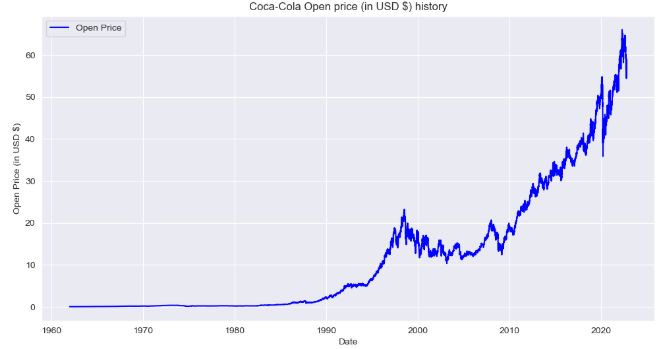 Coca-Cola Open price (in USD $) history
Open Price
60
50
40
30
20
10
0
Open Price (in USD $)
1960 1970 1980 1990 2000 2010 2020
Date